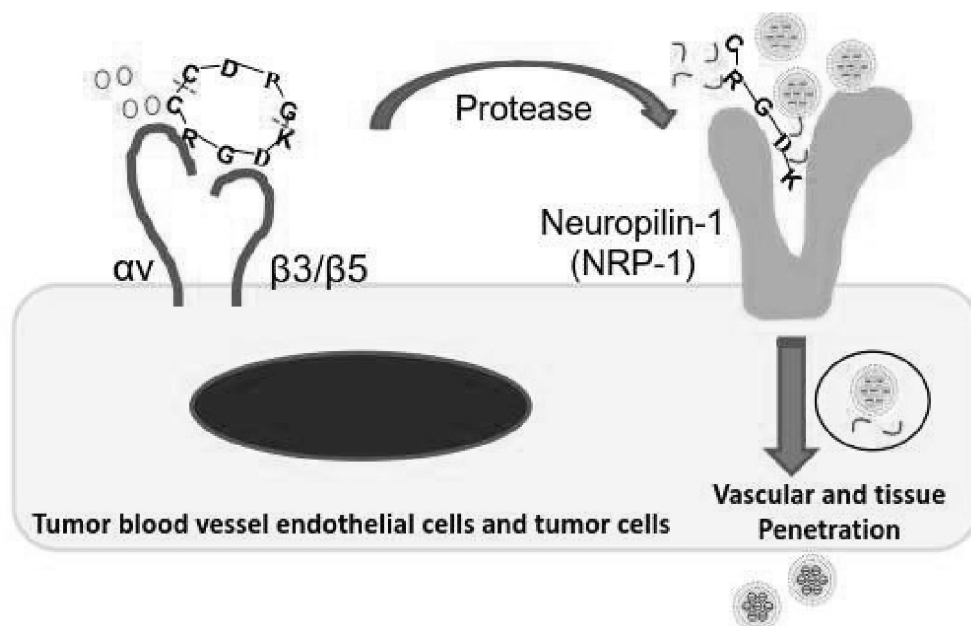 C D P G
C R G D K
C R G D K
Protease
Neuropilin-1
(NRP-1)
αv
β3/β5
Vascular and tissue
Penetration
Tumor blood vessel endothelial cells and tumor cells